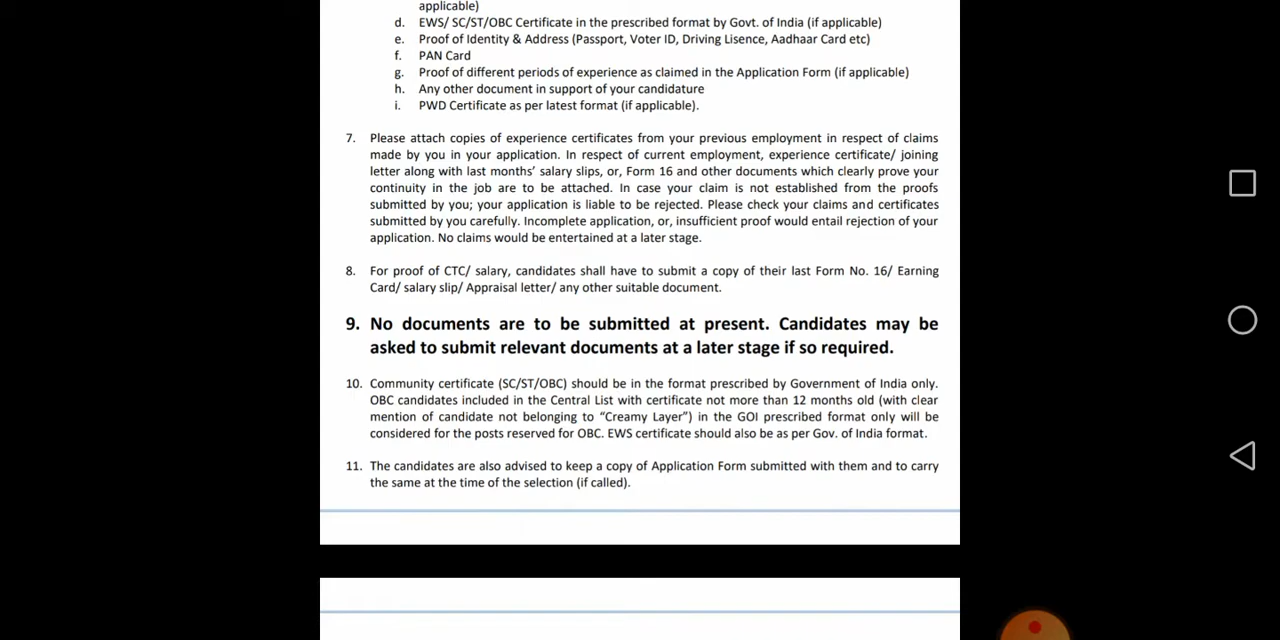 applicable)
d. EWS/ SC/ST/OBC Certificate in the prescribed format by Govt. of India (if applicable)
e. Proof of Identity & Address (Passport, Voter ID, Driving Lisence, Aadhaar Card etc)
f. PAN Card
g. Proof of different periods of experience as claimed in the Application Form (if applicable)
h. Any other document in support of your candidature
i. PWD Certificate as per latest format (if applicable).
7. Please attach copies of experience certificates from your previous employment in respect of claims
made by you in your application. In respect of current employment, experience certificate/ joining
letter along with last months’ salary slips, or, Form 16 and other documents which clearly prove your
continuity in the job are to be attached. In case your claim is not established from the proofs
submitted by you; your application is liable to be rejected. Please check your claims and certificates
submitted by you carefully. Incomplete application, or, insufficient proof would entail rejection of your
application. No claims would be entertained at a later stage.
8. For proof of CTC/ salary, candidates shall have to submit a copy of their last Form No. 16/ Earning
Card/ salary slip/ Appraisal letter/ any other suitable document.
9. No documents are to be submitted at present. Candidates may be
asked to submit relevant documents at a later stage if so required.
10. Community certificate (SC/ST/OBC) should be in the format prescribed by Government of India only.
OBC candidates included in the Central List with certificate not more than 12 months old (with clear
mention of candidate not belonging to “Creamy Layer”) in the GOI prescribed format only will be
considered for the posts reserved for OBC. EWS certificate should also be as per Gov. of India format.
11. The candidates are also advised to keep a copy of Application Form submitted with them and to carry
the same at the time of the selection (if called).